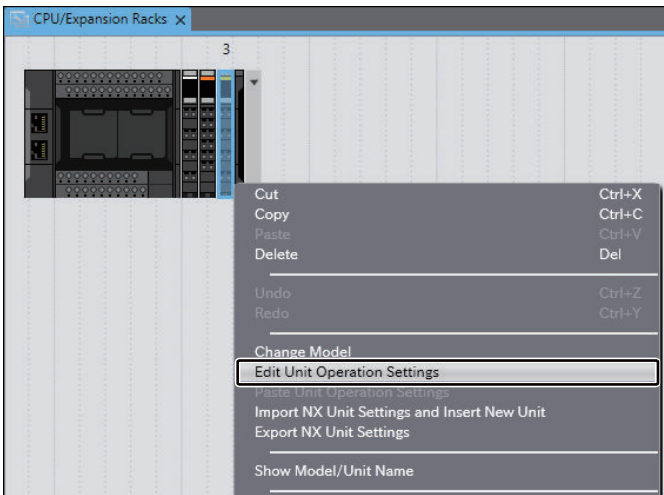 CPU/Expansion Racks
3
Cut Ctrl+X
Copy Ctrl+C
Paste Ctrl+V
Delete Del
Undo Ctrl+Z
Redo Ctrl+Y
Change Model
Edit Unit Operation Settings
Paste Unit Operation Settings
Import NX Unit Settings and Insert New Unit
Export NX Unit Settings
Show Model/Unit Name